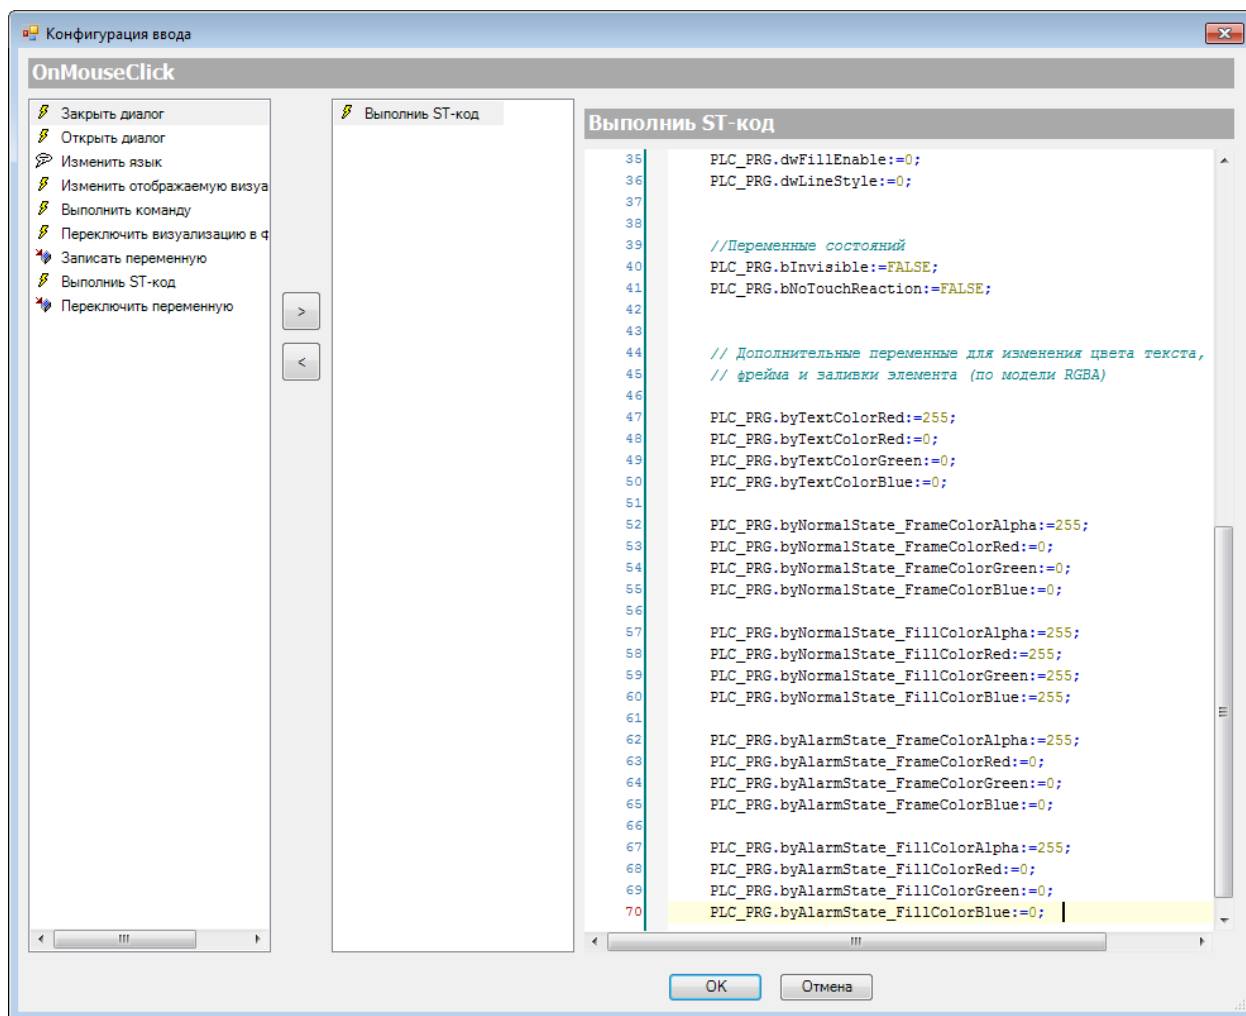 Конфигурация ввода
OnMouseClick
Закрыть диалог
Открыть диалог
Изменить язык
Изменить отображаемую визуа
Выполнить команду
Переключить визуализацию в ф
Записать переменную
Выполниь ST-код
Переключить переменную
>
<
Выполниь ST-код
Выполниь ST-код
35 PLC_PRG.dwFillEnable:=0;
36 PLC_PRG.dwLineStyle:=0;
37
38
39 //Переменные состояний
40 PLC_PRG.bInvisible:=FALSE;
41 PLC_PRG.bNoTouchReaction:=FALSE;
42
43
44 // Дополнительные переменные для изменения цвета текста,
45 // фрейма и заливки элемента (по модели RGBA)
46
47 PLC_PRG.byTextColorRed:=255;
48 PLC_PRG.byTextColorRed:=0;
49 PLC_PRG.byTextColorGreen:=0;
50 PLC_PRG.byTextColorBlue:=0;
51
52 PLC_PRG.byNormalState_FrameColorAlpha:=255;
53 PLC_PRG.byNormalState_FrameColorRed:=0;
54 PLC_PRG.byNormalState_FrameColorGreen:=0;
55 PLC_PRG.byNormalState_FrameColorBlue:=0;
56
57 PLC_PRG.byNormalState_FillColorAlpha:=255;
58 PLC_PRG.byNormalState_FillColorRed:=255;
59 PLC_PRG.byNormalState_FillColorGreen:=255;
60 PLC_PRG.byNormalState_FillColorBlue:=255;
61
62 PLC_PRG.byAlarmState_FrameColorAlpha:=255;
63 PLC_PRG.byAlarmState_FrameColorRed:=0;
64 PLC_PRG.byAlarmState_FrameColorGreen:=0;
65 PLC_PRG.byAlarmState_FrameColorBlue:=0;
66
67 PLC_PRG.byAlarmState_FillColorAlpha:=255;
68 PLC_PRG.byAlarmState_FillColorRed:=0;
69 PLC_PRG.byAlarmState_FillColorGreen:=0;
70 PLC_PRG.byAlarmState_FillColorBlue:=0;
OK
Отмена